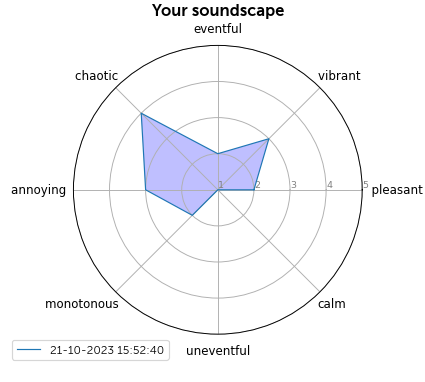 Your soundscape
eventful
chaotic
vibrant
annoying
1 2 3 4 5
pleasant
monotonous
calm
uneventful
21-10-2023 15:52:40